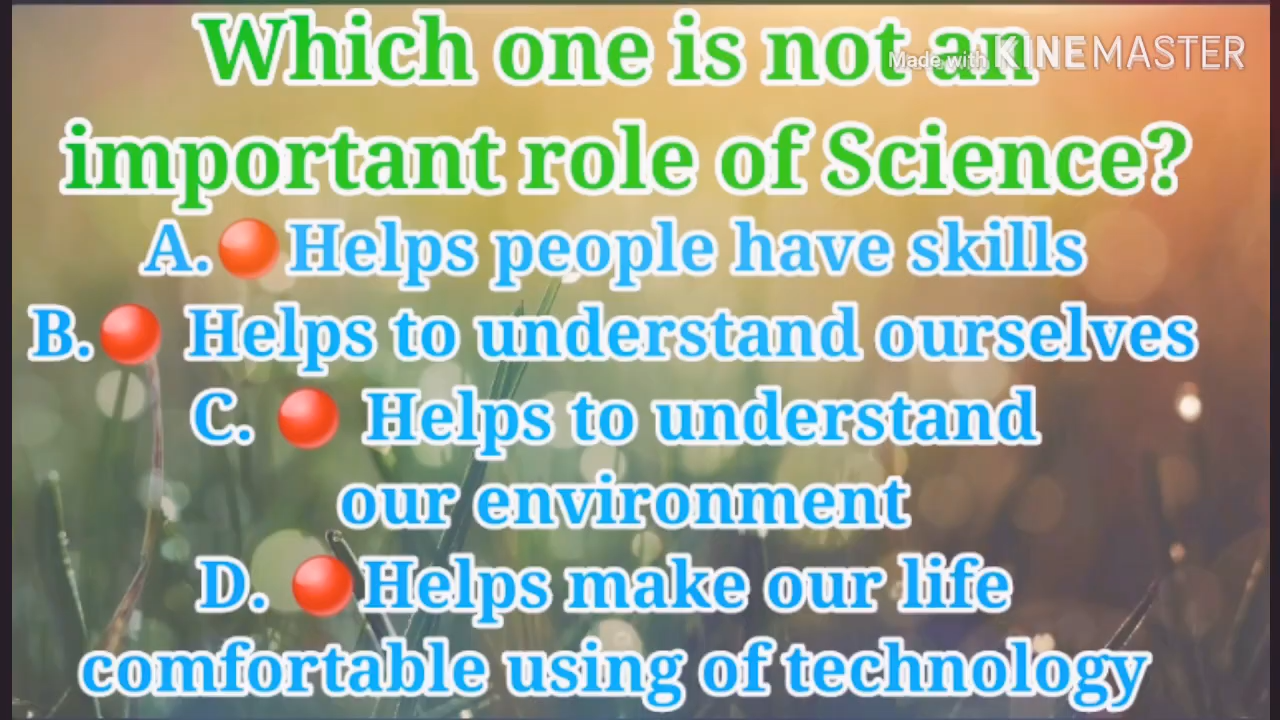 Which one is not an
Made with KINEMASTER
important role of Science?
A.🔴 Helps people have skills
B.🔴 Helps to understand ourselves
C. 🔴 Helps to understand
our environment
D. 🔴Helps make our life
comfortable using of technology